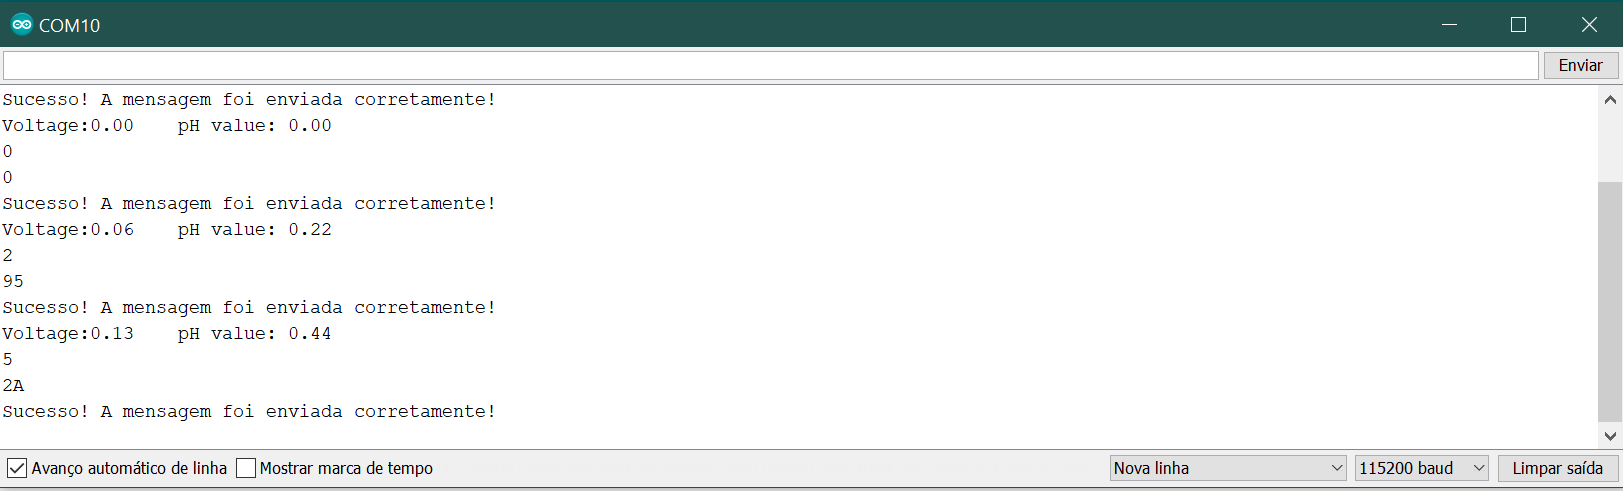 COM10
Enviar
Sucesso! A mensagem foi enviada corretamente!
Voltage:0.00    pH value: 0.00
0
0
Sucesso! A mensagem foi enviada corretamente!
Voltage:0.06    pH value: 0.22
2
95
Sucesso! A mensagem foi enviada corretamente!
Voltage:0.13    pH value: 0.44
5
2A
Sucesso! A mensagem foi enviada corretamente!
Avanço automático de linha Mostrar marca de tempo Nova linha 115200 baud Limpar saída